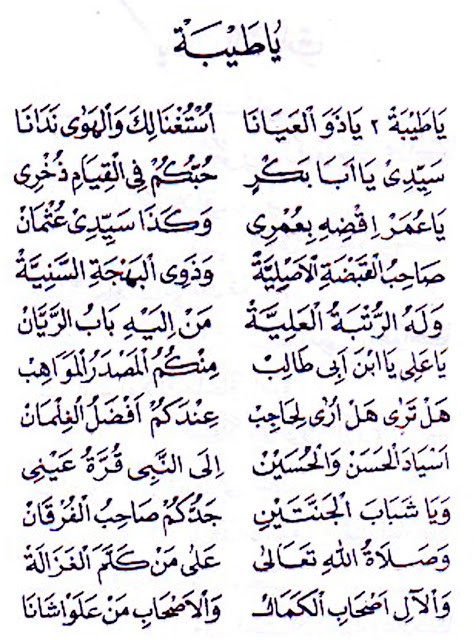 يَاطَيْبَةْ
يَاطَيْبَةْ ٢ يَاذَوَ الْعَيَانَا اُسْتُغْنَالِكَ وَالْهَوٰى نَدَانَا
سَيِّدِىْ يَا اَبَا بَكْرٍ حُبُّكُمْ فِى الْقِيَامِ ذُخْرِى
يَاعُمَرْ اِقْضِهِ بِعُمْرِى وَكَذَا سَيِّدِىْ عُثْمَانْ
صَاحِبُ الْقَبْضَةِ الْاَصْلِيَّةْ وَذَوِى الْبَهْجَةِ السَّنِيَّةْ
وَلَهُ الرُّتْبَةُ الْعَلِيَّةْ مَنْ اِلَيْهِ بَابُ الرَّيَّانْ
يَاعَلِى يَا ابْنَ اَبِى طَالِبْ مِنْكُمُ الْمَصْدَرُ الْمَوَاهِبْ
هَلْ تَرٰى هَلْ اُرٰى لِحَاجِبْ عِنْدَكُمْ اَفْضَلُ الْغِلْمَانْ
اَسْيَادَ الْحَسَنْ وَالْحُسَيْنْ اِلَى النَّبِى قُرَّةُ عَيْنِى
وَيَا شَبَابَ الْجَنَّتَيْنِ جَدُّكُمْ صَاحِبُ الْفُرْقَانْ
وَصَلَاةُ اللهِ تَعَالٰى عَلٰى مَنْ كَلَّمَ الْغَزَالَةْ
وَالْآلِ اَصْحَابِ الْكَمَالْ وَالْاَصْحَابِ مَنْ عَلَوْا شَانَا